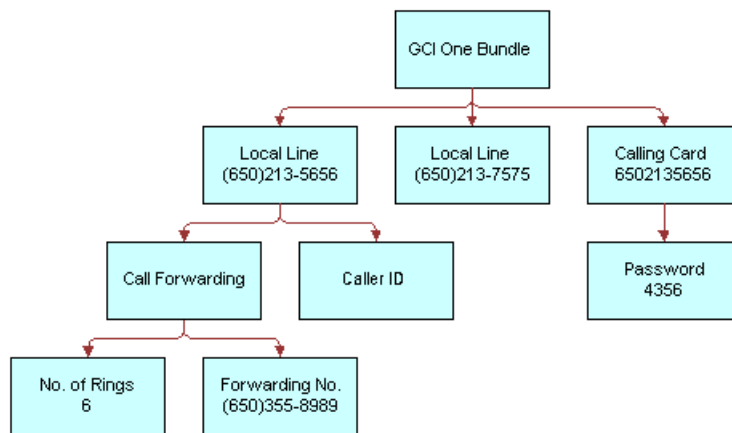 GCI One Bundle
Local Line
(650)213-5656
Local Line
(650)213-7575
Calling Card
6502135656
Call Forwarding
Caller ID
Password
4356
No. of Rings
6
Forwarding No.
(650)355-8989